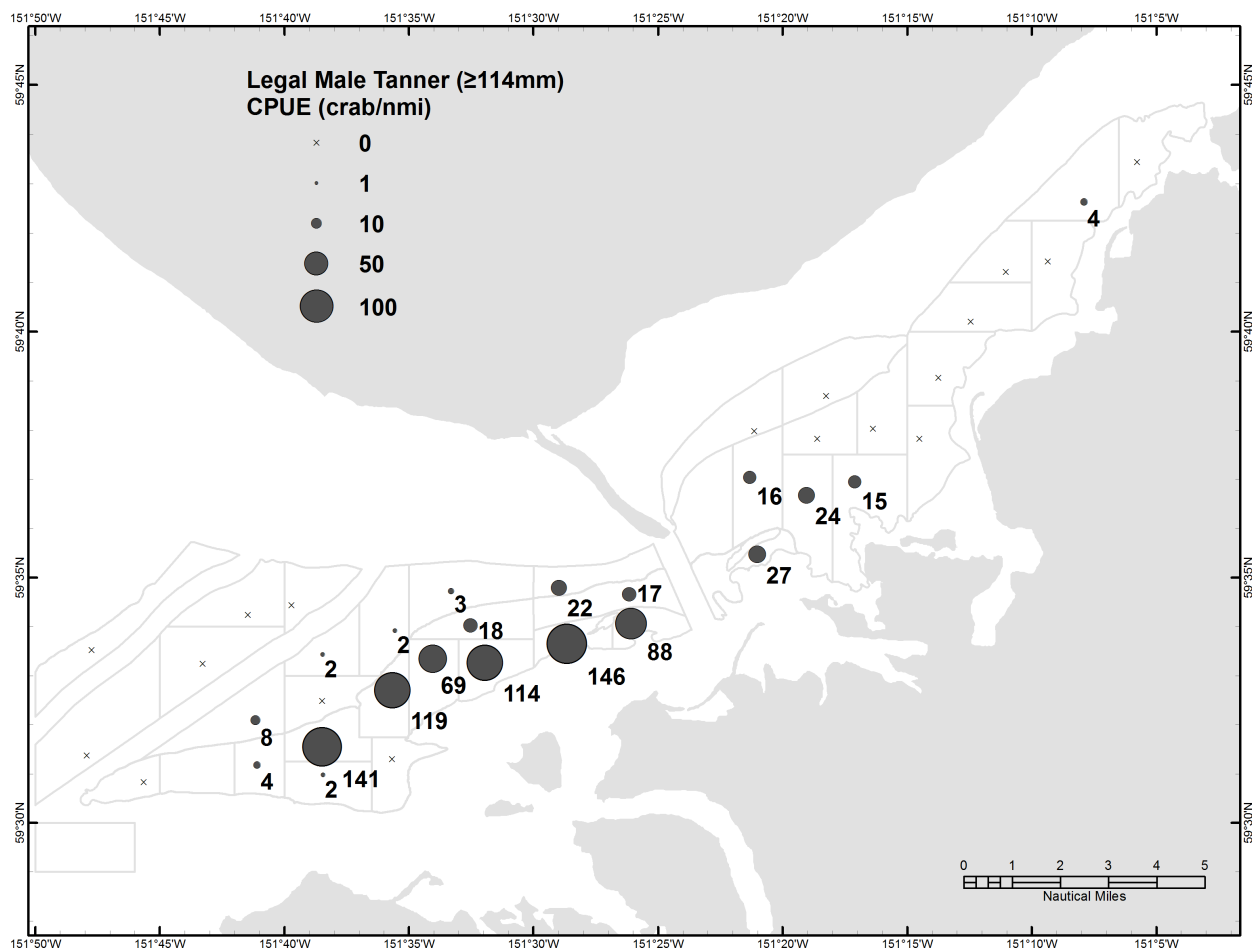 151°50'W 151°45'W 151°40'W 151°35'W 151°30'W 151°25'W 151°20'W 151°15'W 151°10'W 151°5'W
Legal Male Tanner (≥114mm)
CPUE (crab/nmi)
0
1
10
50
100
59°45'N 59°45'N
4
59°40'N 59°40'N
16
15
24
27
59°35'N 59°35'N
17
22
3
18
2
88
2
69
146
114
119
8
141
4
2
59°30'N 59°30'N
0 1 2 3 4 5
Nautical Miles
151°50'W 151°45'W 151°40'W 151°35'W 151°30'W 151°25'W 151°20'W 151°15'W 151°10'W 151°5'W